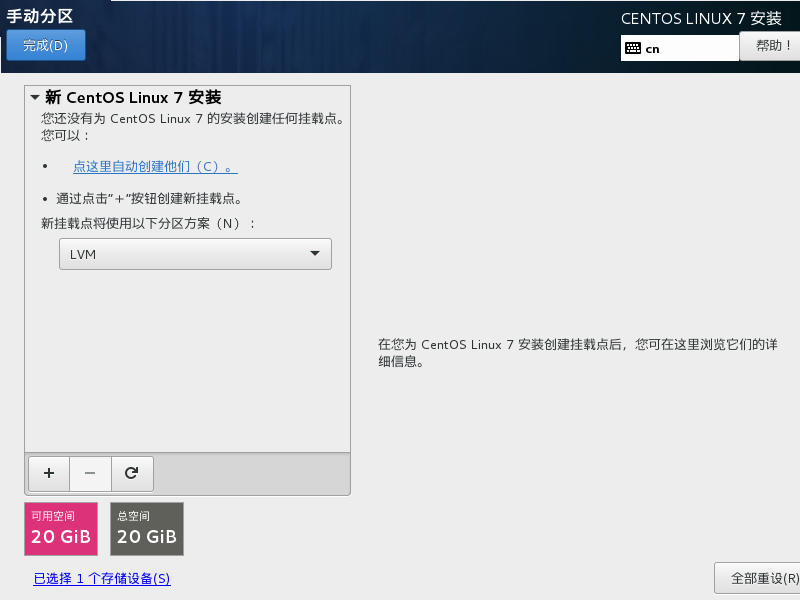 手动分区
CENTOS LINUX 7 安装
完成(D)
cn
帮助！
新 CentOS Linux 7 安装
您还没有为 CentOS Linux 7 的安装创建任何挂载点。
您可以：
• 点这里自动创建他们（C）。
• 通过点击“+”按钮创建新挂载点。
新挂载点将使用以下分区方案（N）：
LVM
在您为 CentOS Linux 7 安装创建挂载点后，您可在这里浏览它们的详
细信息。
可用空间
20 GiB
总空间
20 GiB
已选择 1 个存储设备(S)
全部重设(R)